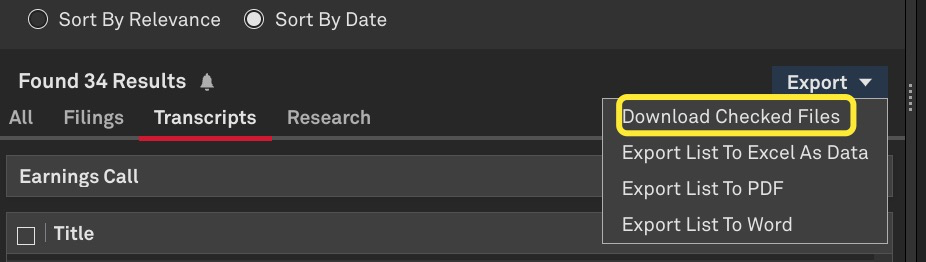 Sort By Relevance Sort By Date
Found 34 Results Export
All Filings Transcripts Research
Download Checked Files
Export List To Excel As Data
Earnings Call
Export List To PDF
Export List To Word
Title